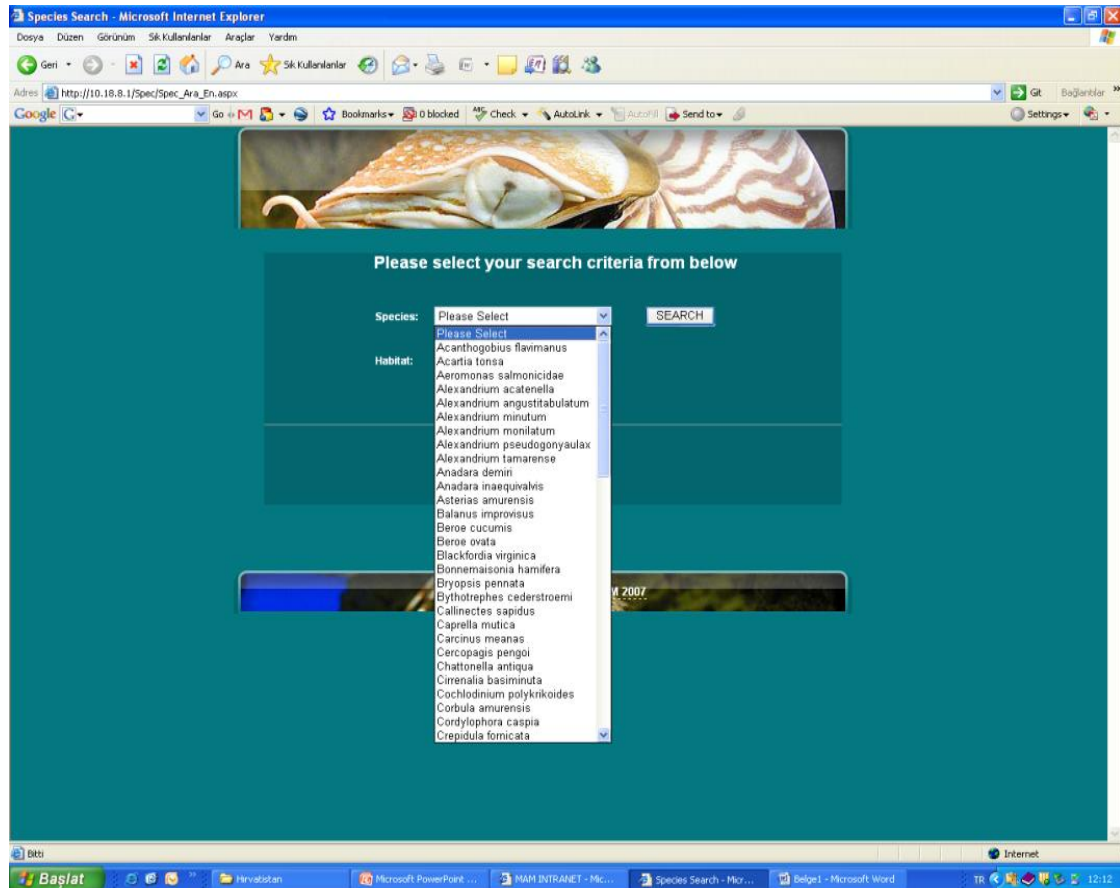 Species Search - Microsoft Internet Explorer
Dosya Düzen Görünüm Sık Kullanılanlar Araçlar Yardım
Geri Ara Sık Kullanılanlar
Adres http://10.18.8.1/Spec/Spec_Ara_En.aspx Git Bağlantılar »
Google G Go Bookmarks 0 blocked Check AutoLink AutoFill Send to Settings
Please select your search criteria from below
Species: Please Select SEARCH
Habitat:
Please Select
Acanthogobius flavimanus
Acartia tonsa
Aeromonas salmonicidae
Alexandrium acatenella
Alexandrium angustitabulatum
Alexandrium minutum
Alexandrium monilatum
Alexandrium pseudogonyaulax
Alexandrium tamarense
Anadara demiri
Anadara inaequivalvis
Asterias amurensis
Balanus improvisus
Beroe cucumis
Beroe ovata
Blackfordia virginica
Bonnemaisonia hamifera
Bryopsis pennata
Bythotrephes cederstroemi
Callinectes sapidus
Caprella mutica
Carcinus meanas
Cercopagis pengoi
Chattonella antiqua
Cirrenalia basiminuta
Cochlodinium polykrikoides
Corbula amurensis
Cordylophora caspia
Crepidula fornicata
M 2007
Bitti Internet
Başlat Hırvatistan Microsoft PowerPoint ... MAM INTRANET - Mic... Species Search - Micr... Belge1 - Microsoft Word TR 12:12